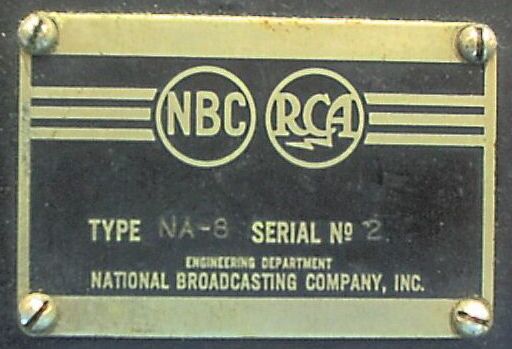 NBC RCA
TYPE NA-8 SERIAL Nº 2
ENGINEERING DEPARTMENT
NATIONAL BROADCASTING COMPANY, INC.